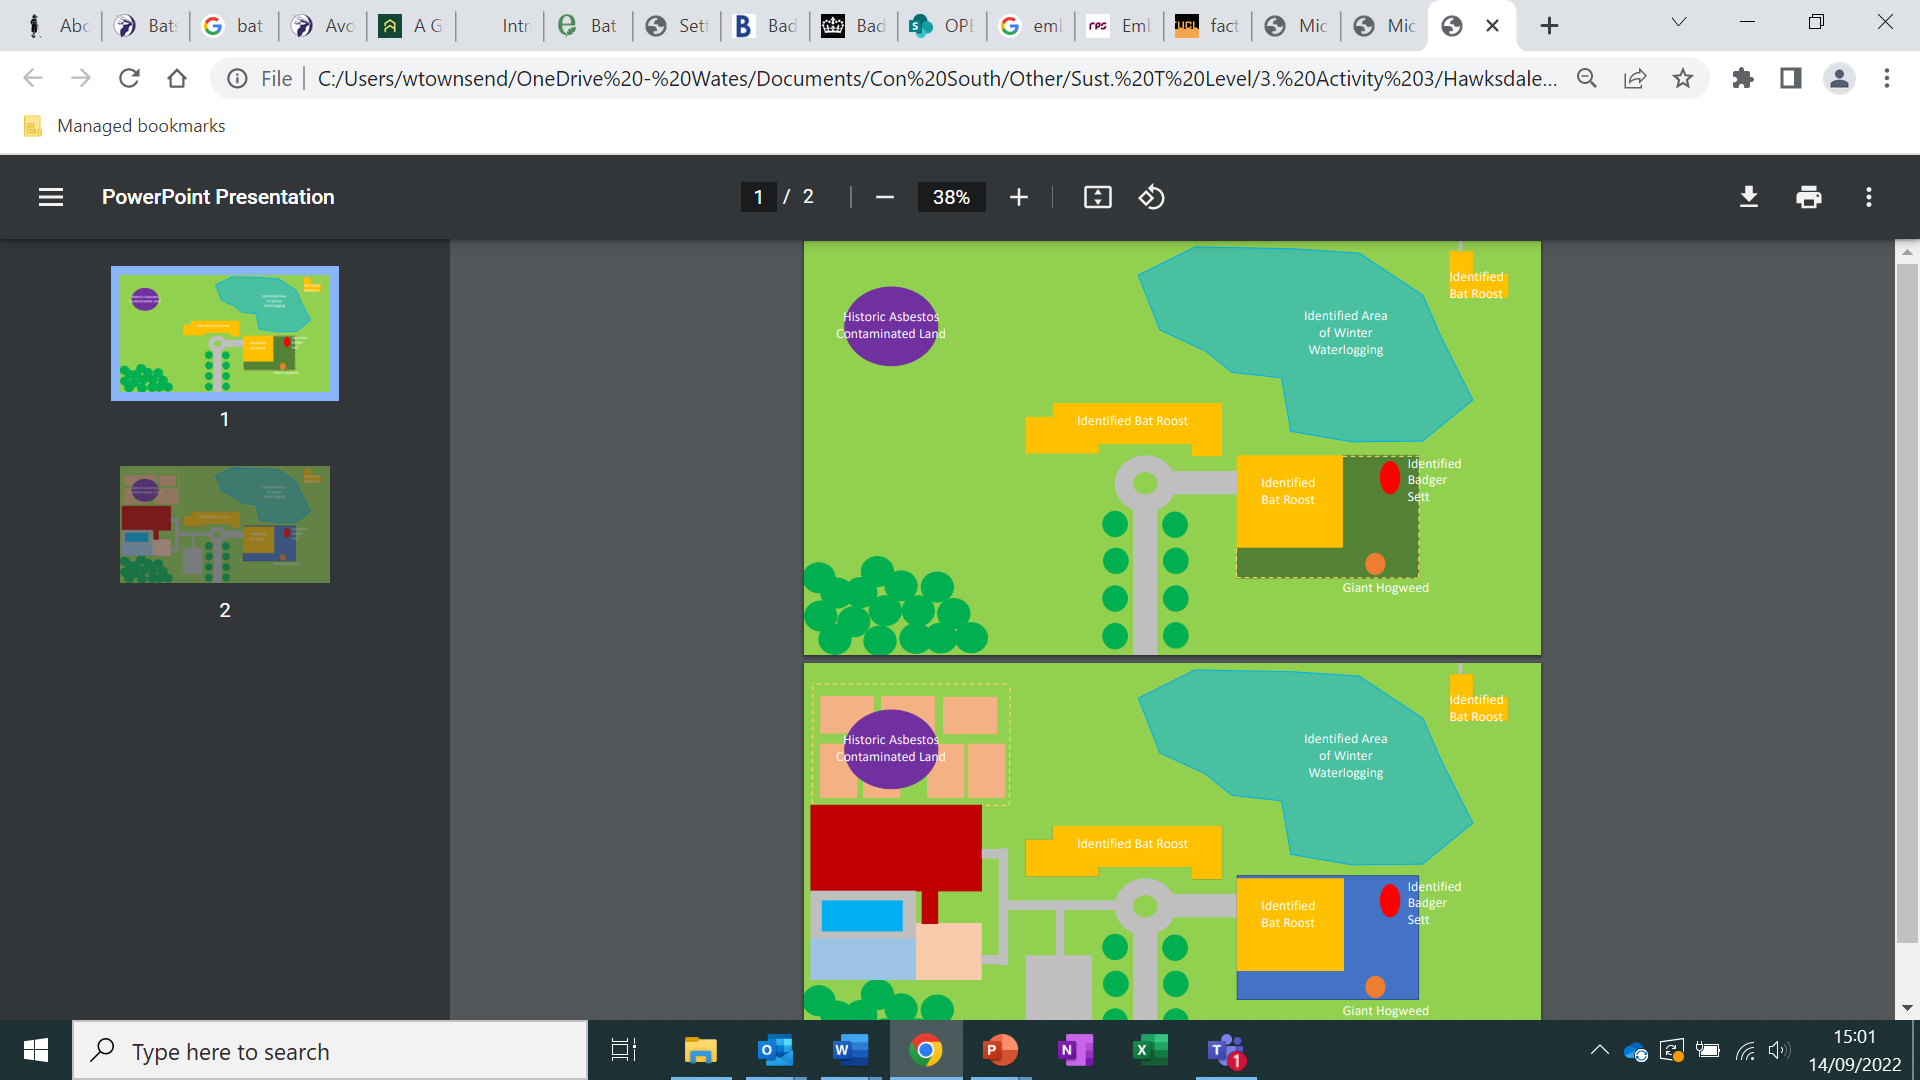 Abc
Bats
bat
Avo
A G
Intr
Bat
Sett
Bad
Bad
OPE
eml
Eml
fact
Mic
Mic
File
C:/Users/wtownsend/OneDrive%20-%20Wates/Documents/Con%20South/Other/Sust.%20T%20Level/3.%20Activity%203/Hawksdale...
Managed bookmarks
PowerPoint Presentation
1 / 2
38%
1
2
Historic Asbestos
Contaminated Land
Identified Area
of Winter
Waterlogging
Identified
Bat Roost
Identified Bat Roost
Identified
Bat Roost
Identified
Badger
Sett
Giant Hogweed
Historic Asbestos
Contaminated Land
Identified Area
of Winter
Waterlogging
Identified
Bat Roost
Identified Bat Roost
Identified
Bat Roost
Identified
Badger
Sett
Giant Hogweed
Type here to search
1
15:01
14/09/2022